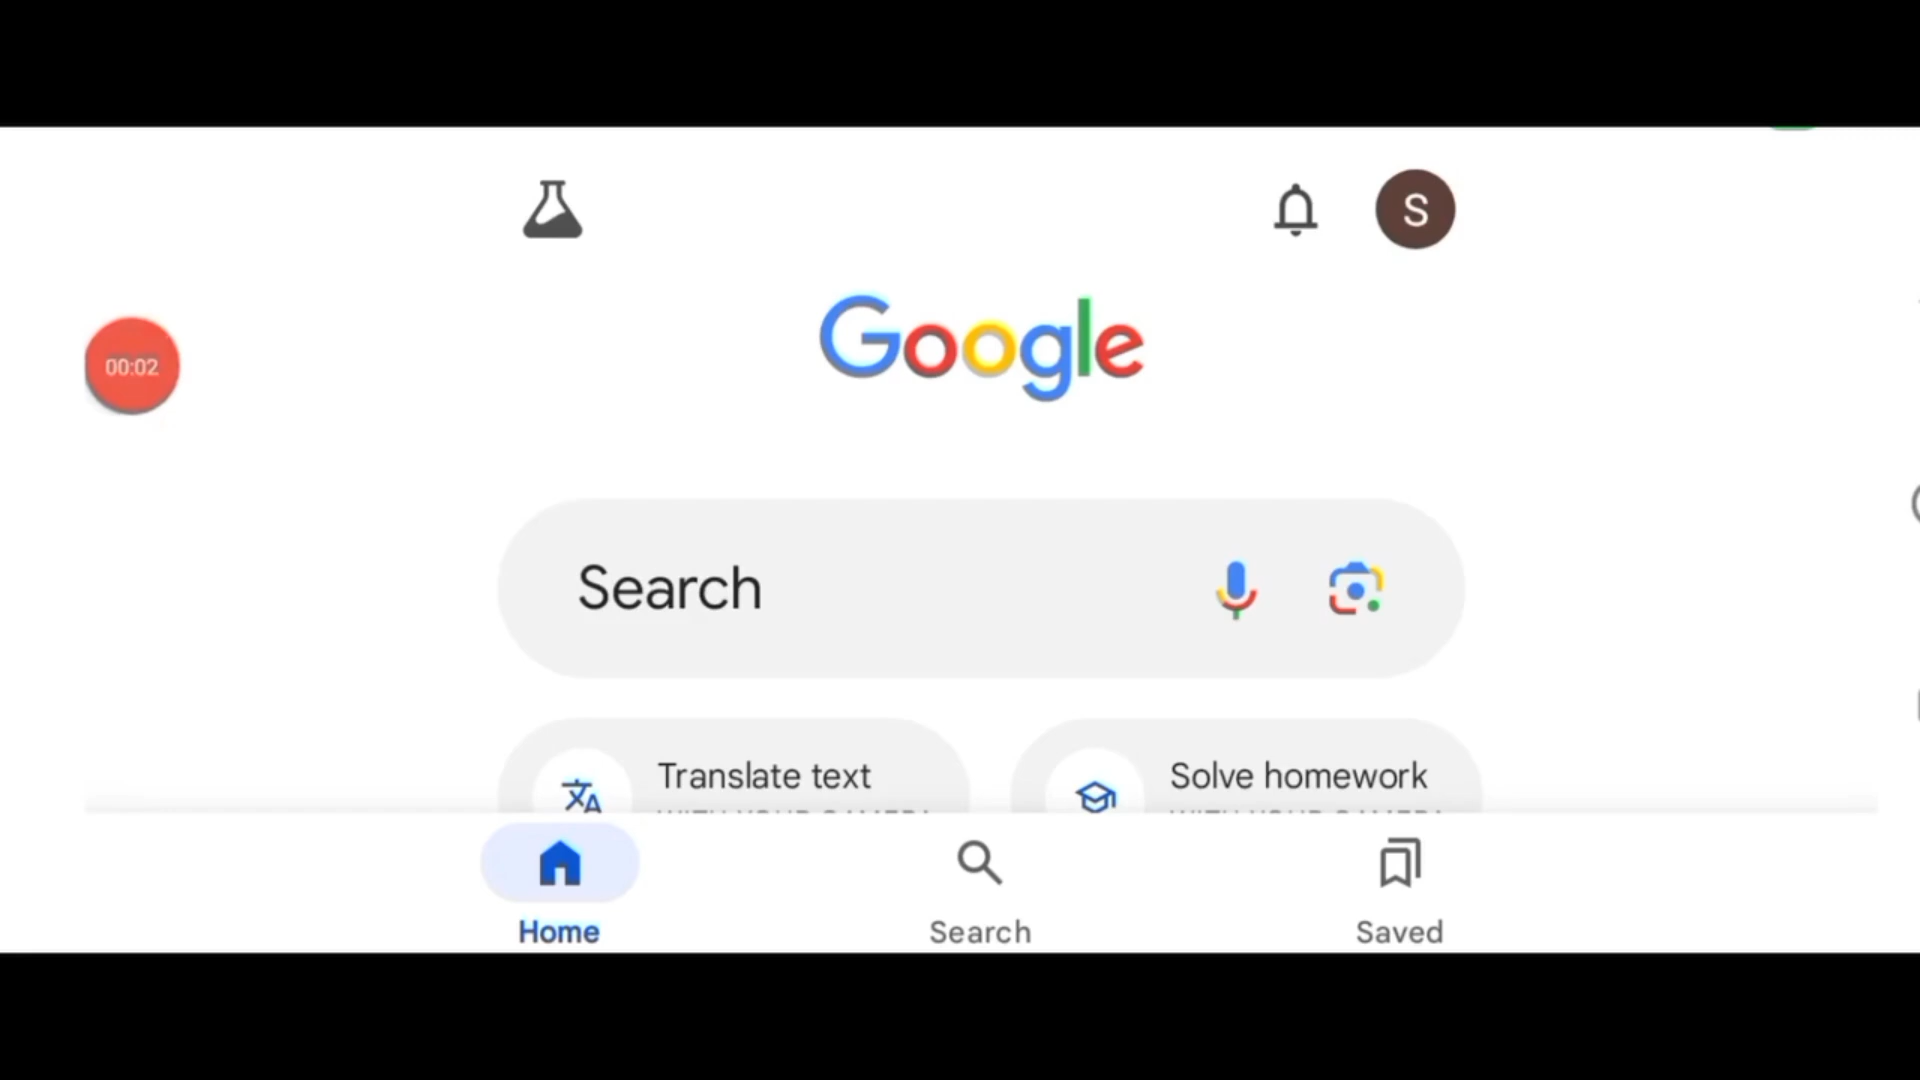 S
Google
00:02
Search
Translate text
Solve homework
Home
Search
Saved